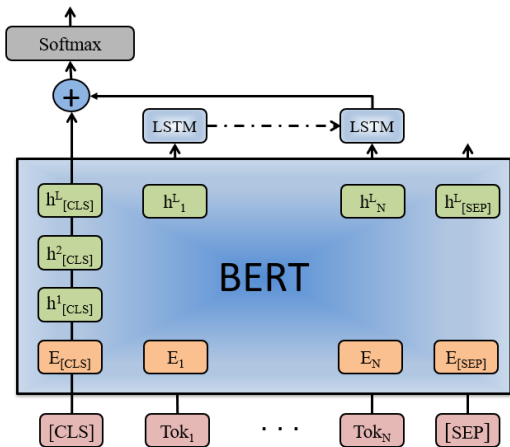 Softmax
+
LSTM LSTM
h^L_[CLS] h^L_1 h^L_N h^L_[SEP]
h^2_[CLS]
BERT
h^1_[CLS]
E_[CLS] E_1 E_N E_[SEP]
[CLS] Tok_1 . . . Tok_N [SEP]